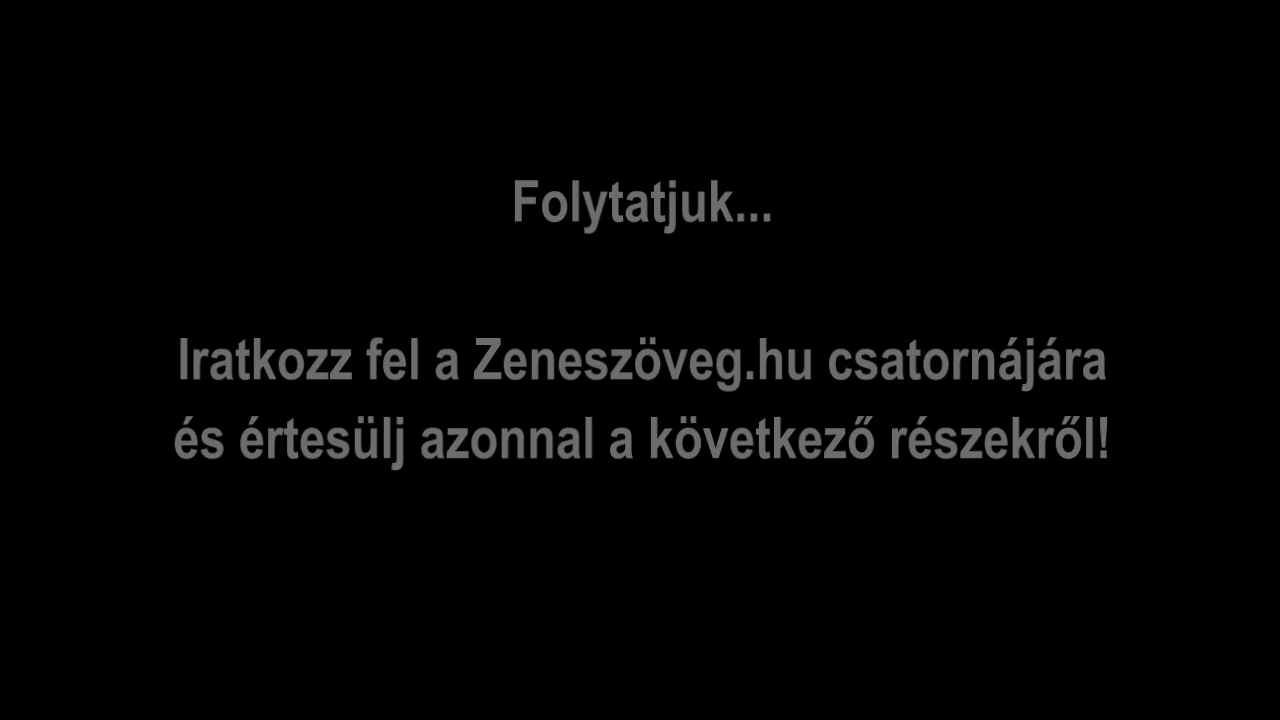 Folytatjuk...
Iratkozz fel a Zeneszöveg.hu csatornájára
és értesülj azonnal a következő részekről!